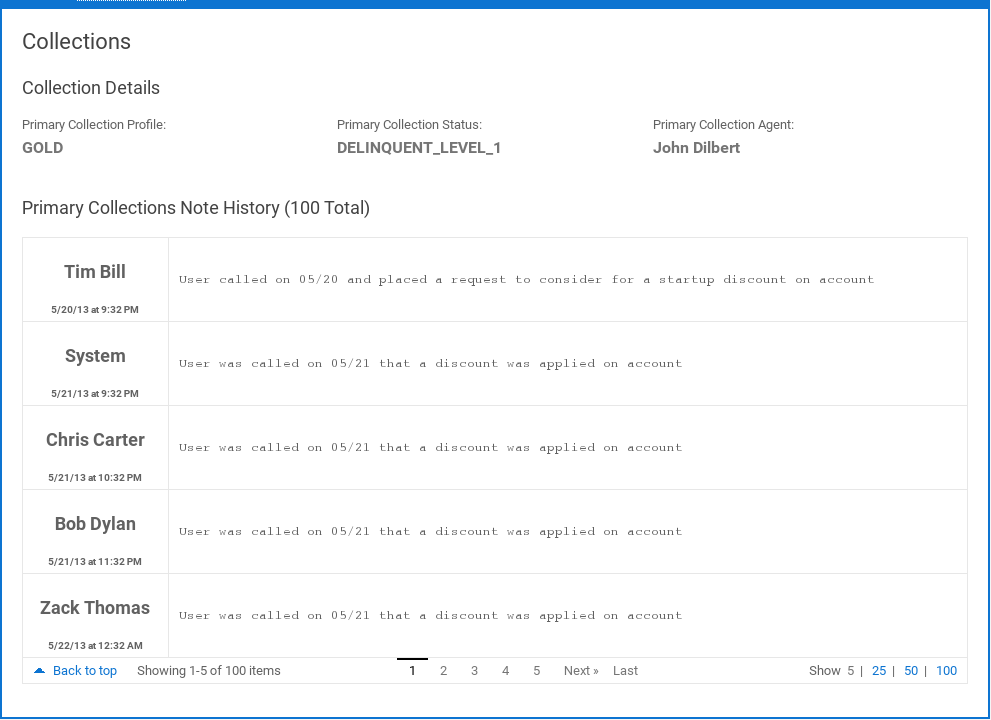 Collections
Collection Details
Primary Collection Profile: Primary Collection Status: Primary Collection Agent:
GOLD DELINQUENT_LEVEL_1 John Dilbert
Primary Collections Note History (100 Total)
Tim Bill
User called on 05/20 and placed a request to consider for a startup discount on account
5/20/13 at 9:32 PM
System
User was called on 05/21 that a discount was applied on account
5/21/13 at 9:32 PM
Chris Carter
User was called on 05/21 that a discount was applied on account
5/21/13 at 10:32 PM
Bob Dylan
User was called on 05/21 that a discount was applied on account
5/21/13 at 11:32 PM
Zack Thomas
User was called on 05/21 that a discount was applied on account
5/22/13 at 12:32 AM
Back to top Showing 1-5 of 100 items 1 2 3 4 5 Next » Last Show 5 | 25 | 50 | 100